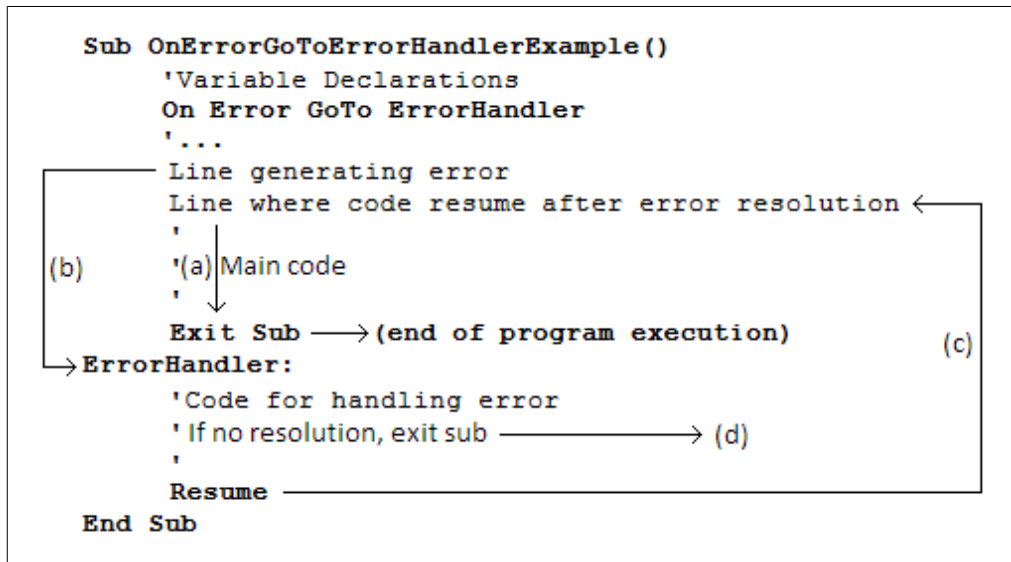 Sub OnErrorGoToErrorHandlerExample()
'Variable Declarations
On Error GoTo ErrorHandler
'...
Line generating error
Line where code resume after error resolution
'
(b)
'(a) Main code
'
Exit Sub (end of program execution)
(c)
ErrorHandler:
'Code for handling error
' If no resolution, exit sub (d)
'
Resume
End Sub